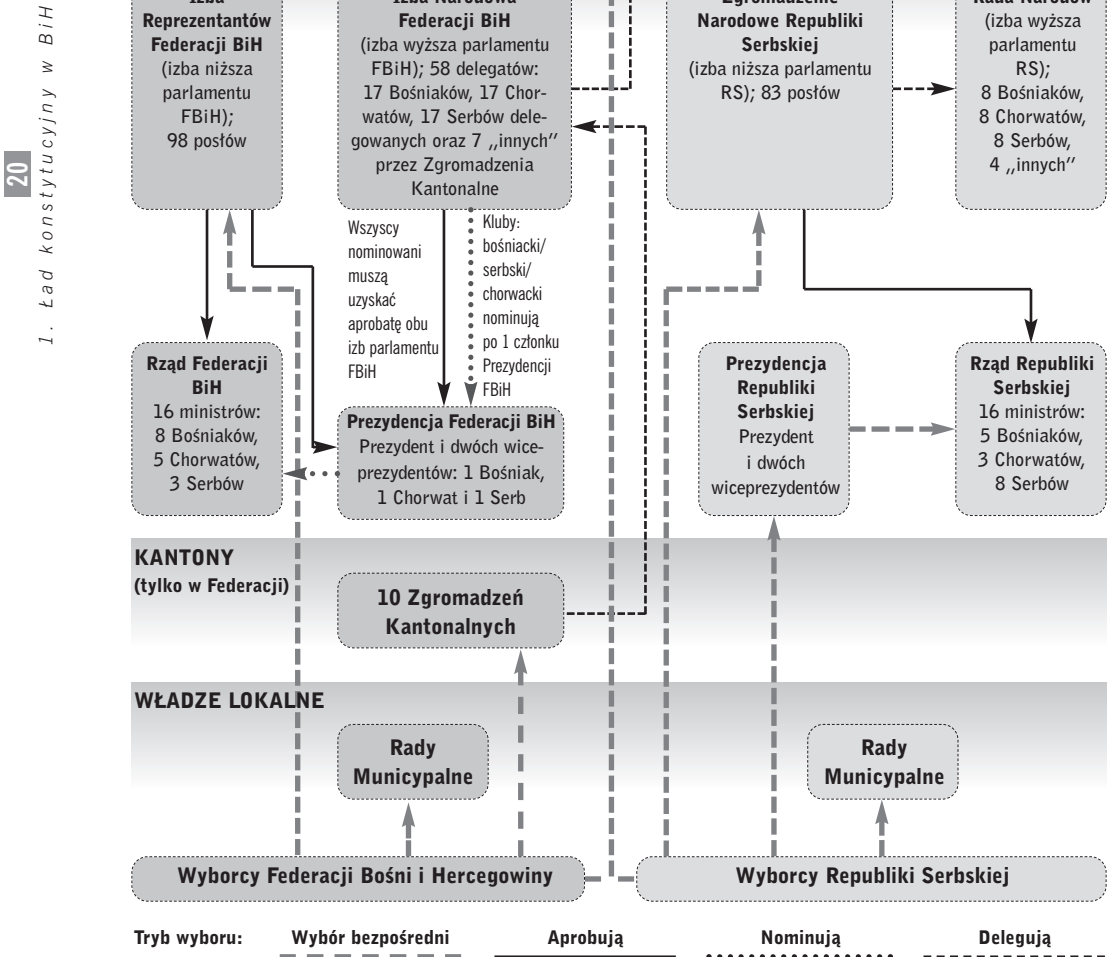 20
1. Ład konstytucyjny w BiH
Izba
Reprezentantów
Federacji BiH
(izba niższa
parlamentu
FBiH);
98 posłów
Izba Narodowa
Federacji BiH
(izba wyższa parlamentu
FBiH); 58 delegatów:
17 Bośniaków, 17 Chor-
watów, 17 Serbów dele-
gowanych oraz 7 ,,innych''
przez Zgromadzenia
Kantonalne
Zgromadzenie
Narodowe Republiki
Serbskiej
(izba niższa parlamentu
RS); 83 posłów
Rada Narodów
(izba wyższa
parlamentu
RS);
8 Bośniaków,
8 Chorwatów,
8 Serbów,
4 ,,innych''
Wszyscy
nominowani
muszą
uzyskać
aprobatę obu
izb parlamentu
FBiH
Kluby:
bośniacki/
serbski/
chorwacki
nominują
po 1 członku
Prezydencji
FBiH
Rząd Federacji
BiH
16 ministrów:
8 Bośniaków,
5 Chorwatów,
3 Serbów
Prezydencja Federacji BiH
Prezydent i dwóch wice-
prezydentów: 1 Bośniak,
1 Chorwat i 1 Serb
Prezydencja
Republiki
Serbskiej
Prezydent
i dwóch
wiceprezydentów
Rząd Republiki
Serbskiej
16 ministrów:
5 Bośniaków,
3 Chorwatów,
8 Serbów
KANTONY
(tylko w Federacji)
10 Zgromadzeń
Kantonalnych
WŁADZE LOKALNE
Rady
Municypalne
Rady
Municypalne
Wyborcy Federacji Bośni i Hercegowiny
Wyborcy Republiki Serbskiej
Tryb wyboru:
Wybór bezpośredni
Aprobują
Nominują
Delegują